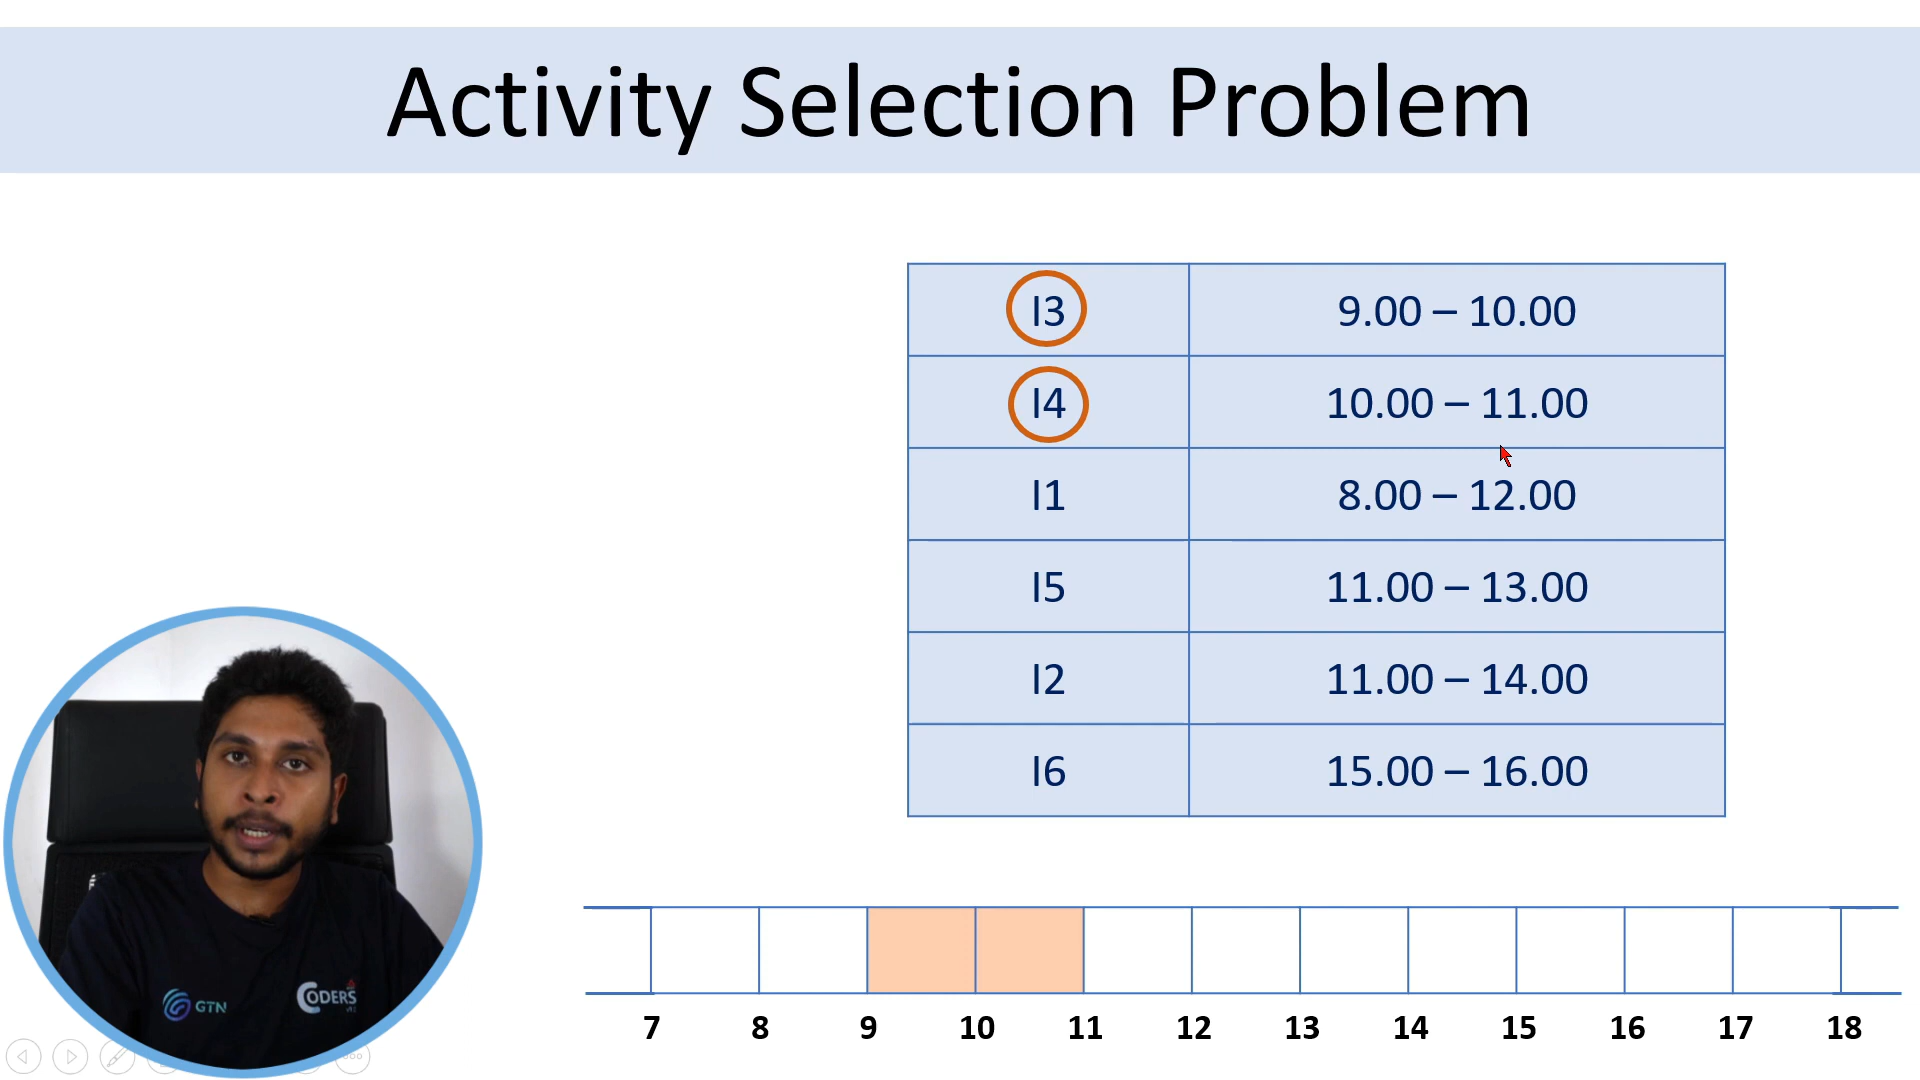 Activity Selection Problem
I3 9.00 – 10.00
I4 10.00 – 11.00
I1 8.00 – 12.00
I5 11.00 – 13.00
I2 11.00 – 14.00
I6 15.00 – 16.00
7 8 9 10 11 12 13 14 15 16 17 18
GTN
CODERS